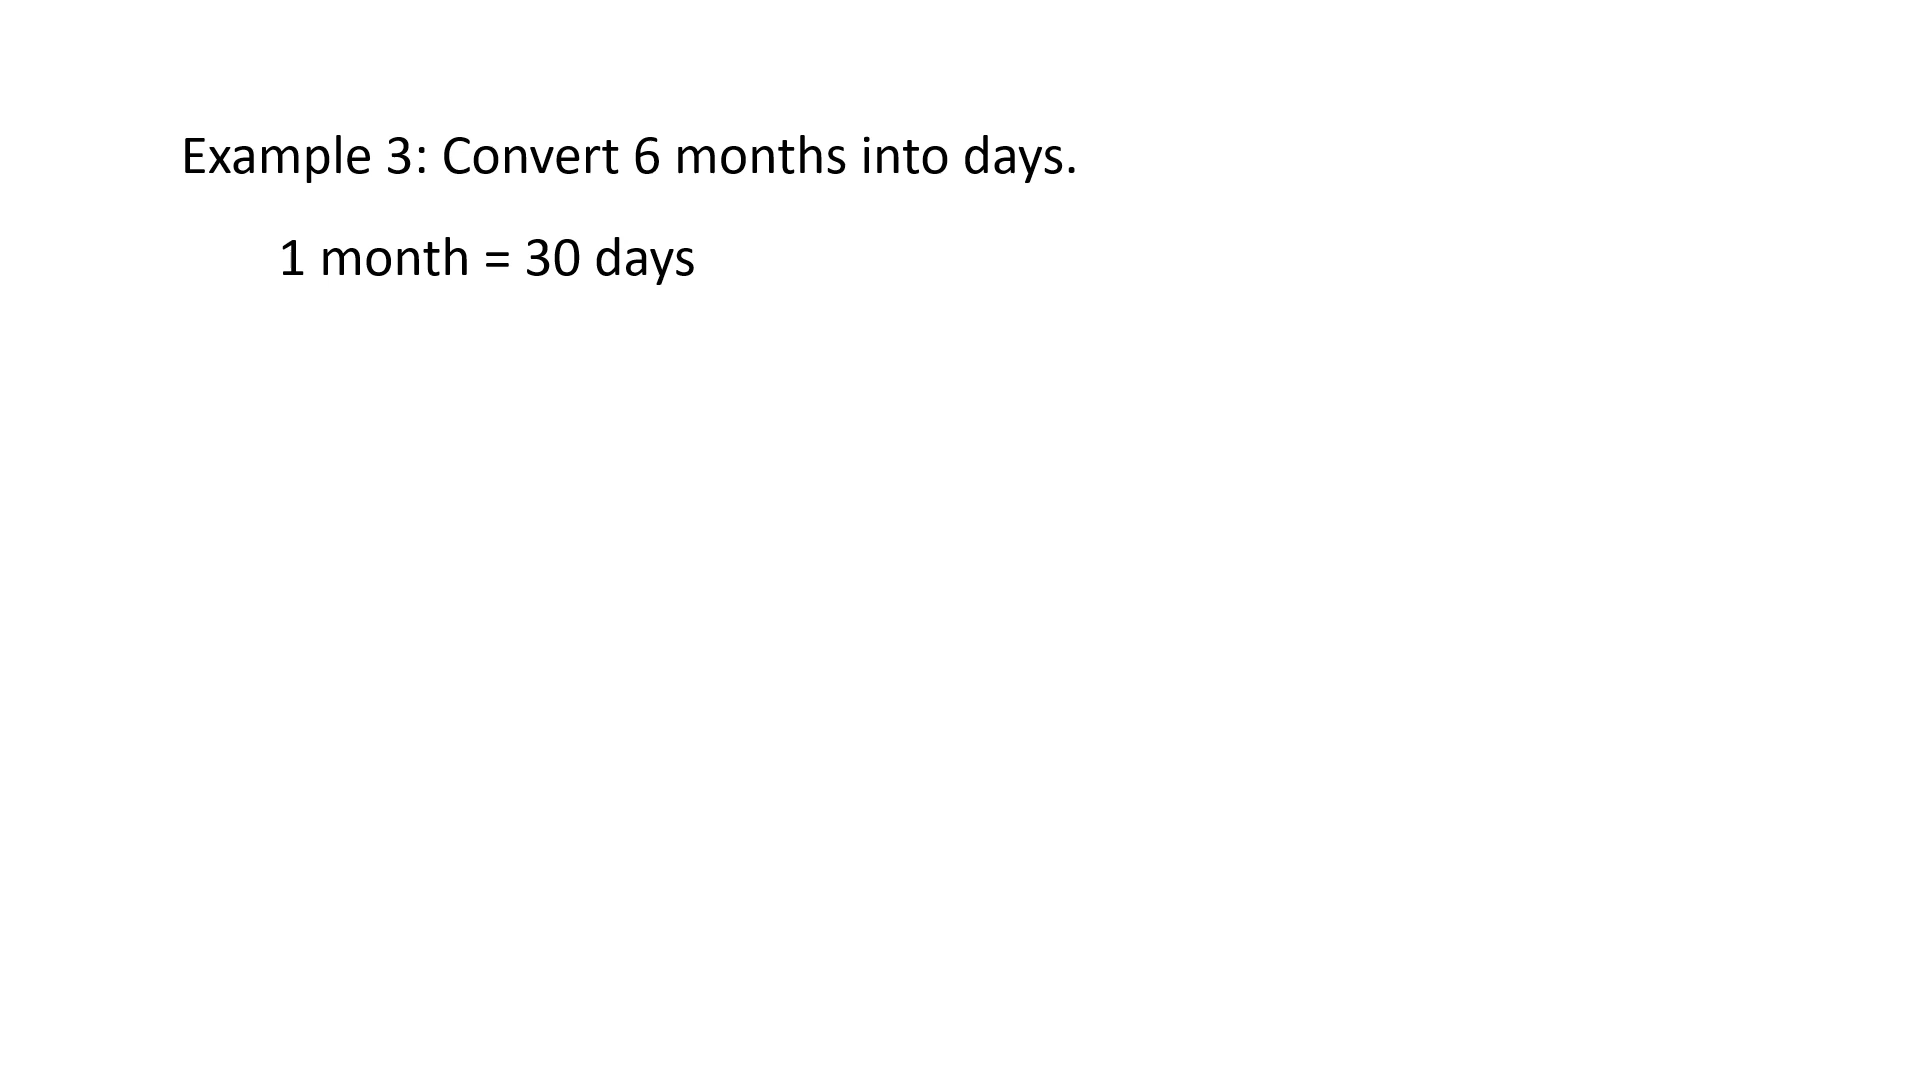 Example 3: Convert 6 months into days.
1 month = 30 days